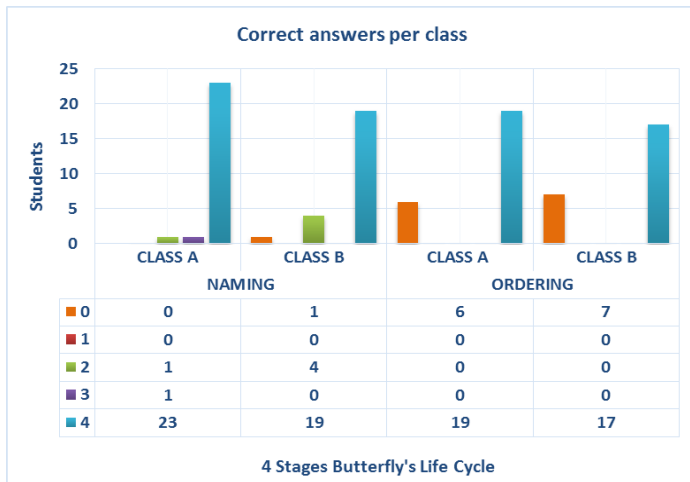 Correct answers per class
25
20
15
10
5
0
Students
CLASS A CLASS B CLASS A CLASS B
NAMING ORDERING
0 0 1 6 7
1 0 0 0 0
2 1 4 0 0
3 1 0 0 0
4 23 19 19 17
4 Stages Butterfly's Life Cycle